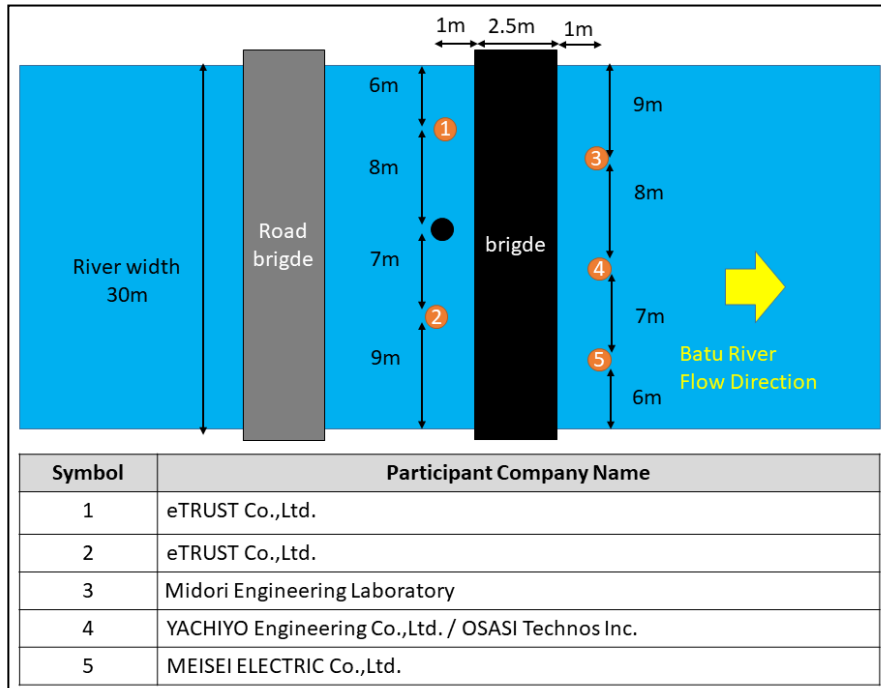 1m 2.5m 1m
6m
9m
1
3
8m
8m
Road
brigde
brigde
River width
30m
7m
4
2
7m
9m
5
Batu River
Flow Direction
6m
Symbol Participant Company Name
1 eTRUST Co.,Ltd.
2 eTRUST Co.,Ltd.
3 Midori Engineering Laboratory
4 YACHIYO Engineering Co.,Ltd. / OSASI Technos Inc.
5 MEISEI ELECTRIC Co.,Ltd.